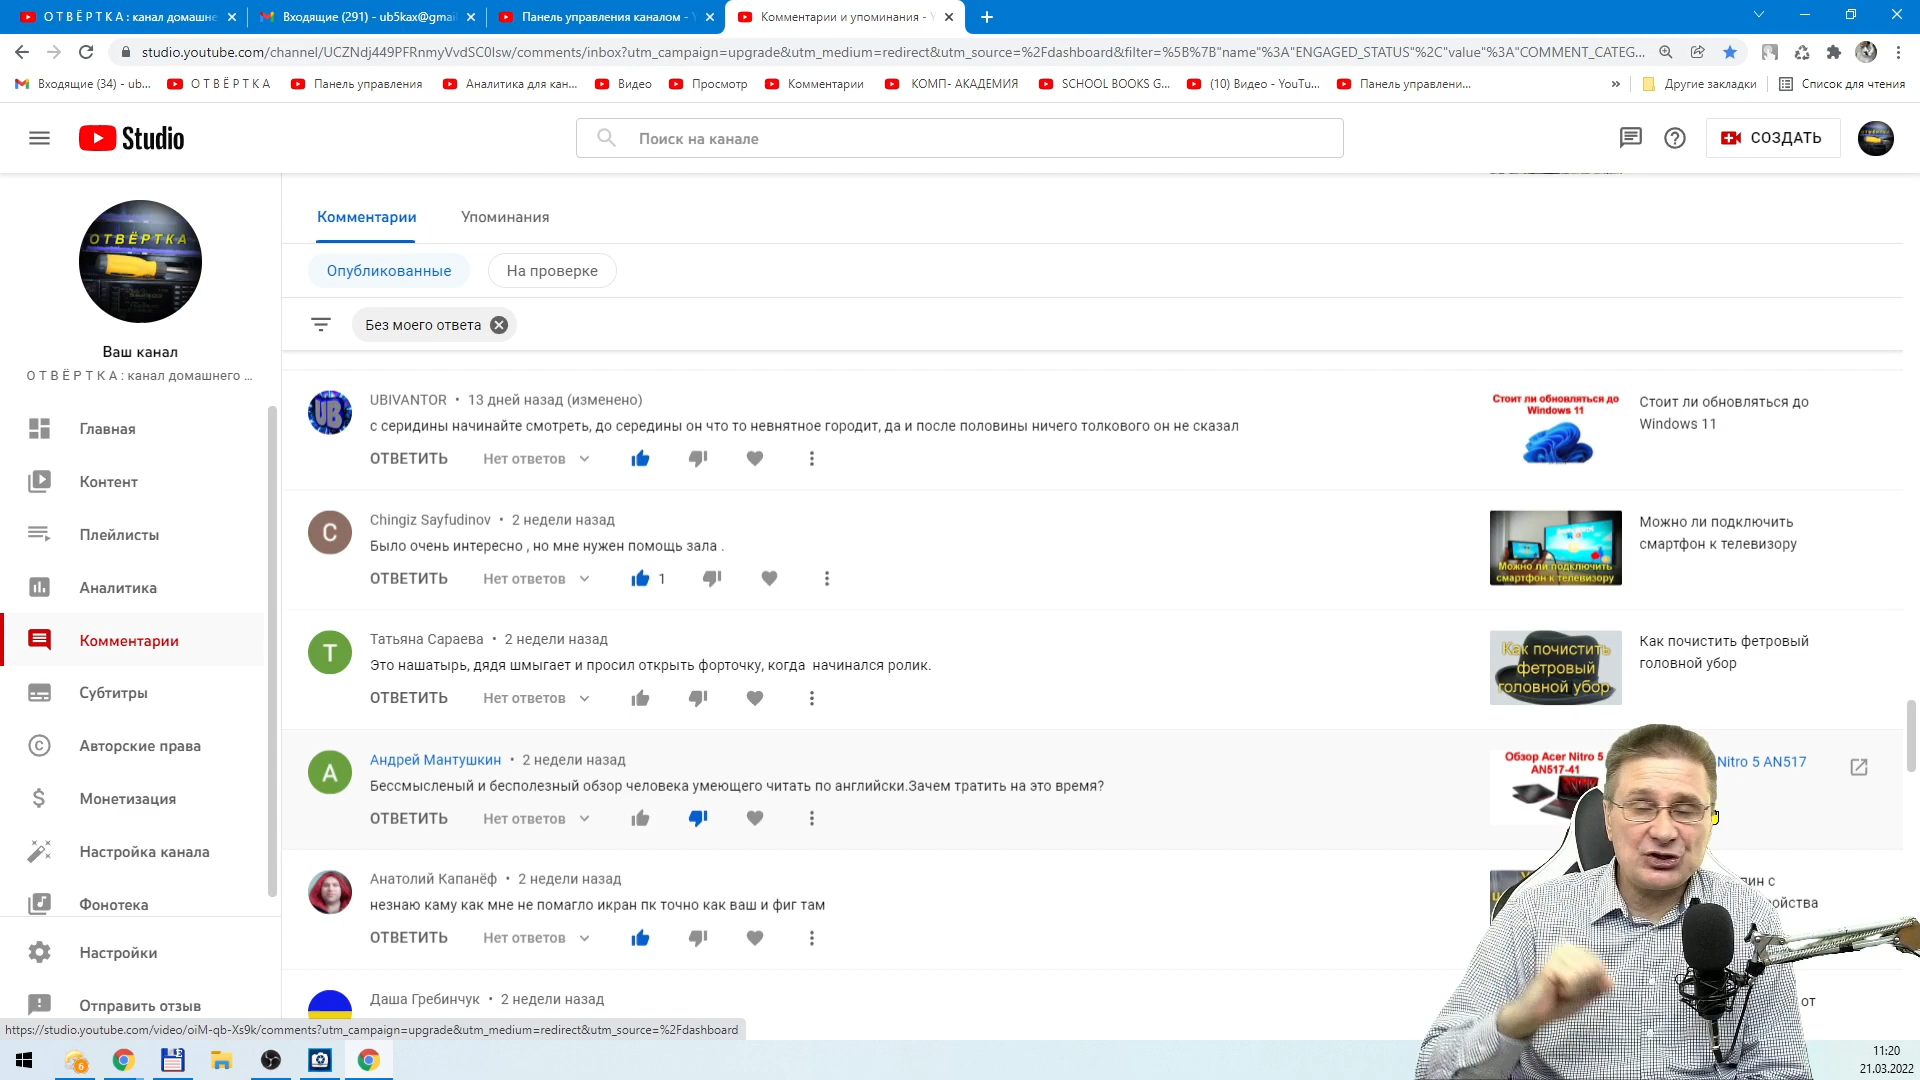 О Т В Ё Р Т К А : канал домашне
Входящие (291) - ub5kax@gmail
Панель управления каналом - Y
Комментарии и упоминания - Y
studio.youtube.com/channel/UCZNdj449PFRnmyVvdSC0Isw/comments/inbox?utm_campaign=upgrade&utm_medium=redirect&utm_source=%2Fdashboard&filter=%5B%7B"name"%3A"ENGAGED_STATUS"%2C"value"%3A"COMMENT_CATEG...
Входящие (34) - ub...
О Т В Ё Р Т К А
Панель управления
Аналитика для кан...
Видео
Просмотр
Комментарии
КОМП- АКАДЕМИЯ
SCHOOL BOOKS G...
(10) Видео - YouTu...
Панель управлени...
Другие закладки
Список для чтения
Studio
Поиск на канале
СОЗДАТЬ
ОТВЁРТКА
Ваш канал
О Т В Ё Р Т К А : канал домашнего ...
Главная
Контент
Плейлисты
Аналитика
Комментарии
Субтитры
Авторские права
Монетизация
Настройка канала
Фонотека
Настройки
Отправить отзыв
Комментарии
Упоминания
Опубликованные
На проверке
Без моего ответа
UBIVANTOR • 13 дней назад (изменено)
с серидины начинайте смотреть, до середины он что то невнятное городит, да и после половины ничего толкового он не сказал
ОТВЕТИТЬ
Нет ответов
Стоит ли обновляться до
Windows 11
Стоит ли обновляться до
Windows 11
Chingiz Sayfudinov • 2 недели назад
Было очень интересно , но мне нужен помощь зала .
ОТВЕТИТЬ
Нет ответов
1
Можно ли подключить
смартфон к телевизору
Можно ли подключить
смартфон к телевизору
Татьяна Сараева • 2 недели назад
Это нашатырь, дядя шмыгает и просил открыть форточку, когда  начинался ролик.
ОТВЕТИТЬ
Нет ответов
Как почистить
фетровый
головной убор
Как почистить фетровый
головной убор
Андрей Мантушкин • 2 недели назад
Бессмысленый и бесполезный обзор человека умеющего читать по английски.Зачем тратить на это время?
ОТВЕТИТЬ
Нет ответов
Обзор Acer Nitro 5
AN517-41
Nitro 5 AN517
Анатолий Капанёф • 2 недели назад
незнаю каму как мне не помагло икран пк точно как ваш и фиг там
ОТВЕТИТЬ
Нет ответов
Даша Гребинчук • 2 недели назад
от
https://studio.youtube.com/video/oiM-qb-Xs9k/comments?utm_campaign=upgrade&utm_medium=redirect&utm_source=%2Fdashboard
6
11:20
21.03.2022